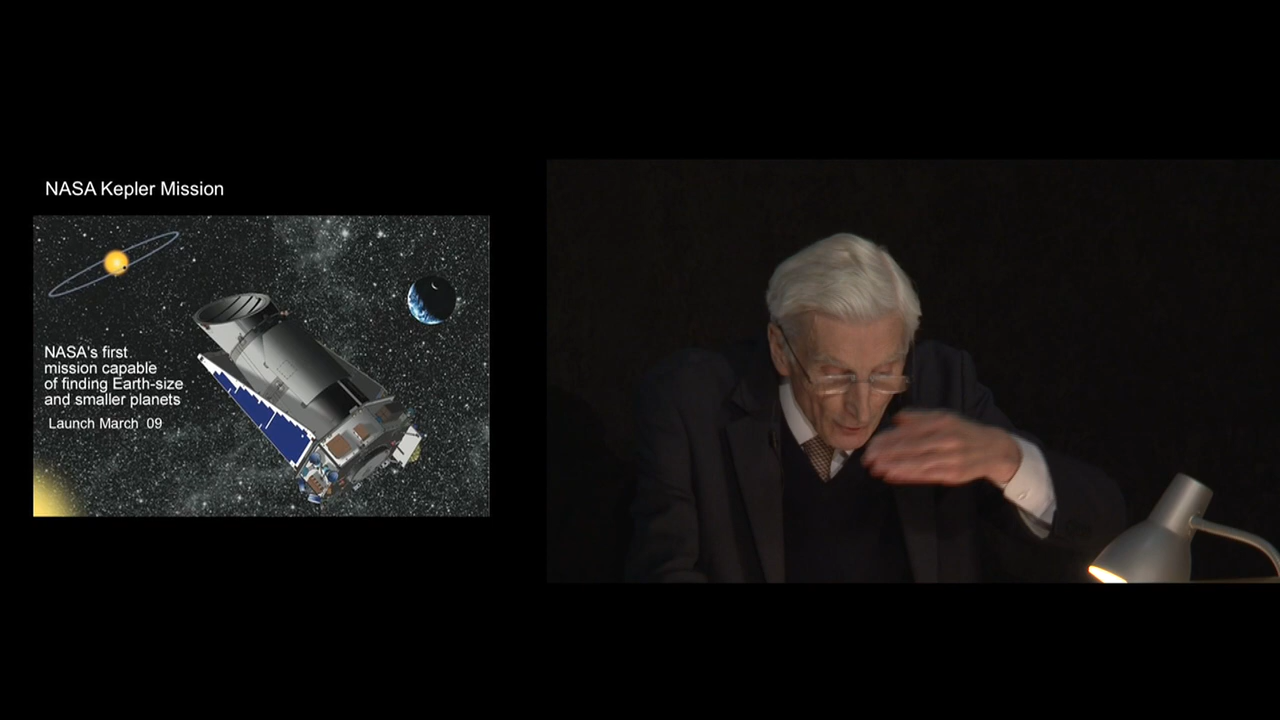 NASA Kepler Mission
NASA's first
mission capable
of finding Earth-size
and smaller planets
Launch March '09